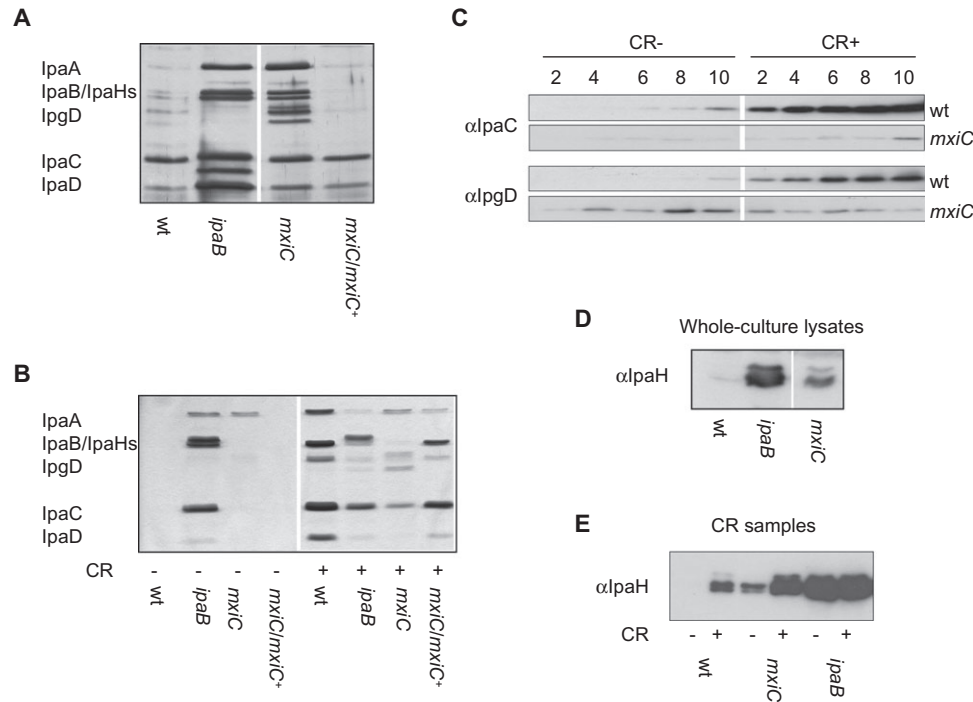 A
IpaA
IpaB/IpaHs
IpgD
IpaC
IpaD
wt
ipaB
mxiC
mxiC/mxiC+
B
IpaA
IpaB/IpaHs
IpgD
IpaC
IpaD
CR - - - - + + + +
wt
ipaB
mxiC
mxiC/mxiC+
wt
ipaB
mxiC
mxiC/mxiC+
C
CR- CR+
2 4 6 8 10 2 4 6 8 10
αIpaC
wt
mxiC
αIpgD
wt
mxiC
D
Whole-culture lysates
αIpaH
wt
ipaB
mxiC
E
CR samples
αIpaH
CR - + - + - +
wt
mxiC
ipaB